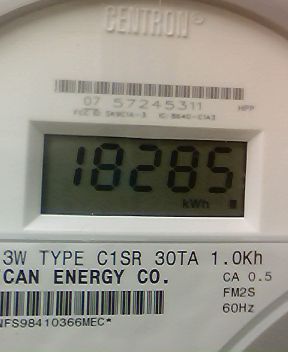 CENTRON®
07 57245311 HPP
18285
kWh
3W TYPE C1SR 30TA 1.0Kh
CAN ENERGY CO. CA 0.5
FM2S
60Hz
NFS98410366MEC*